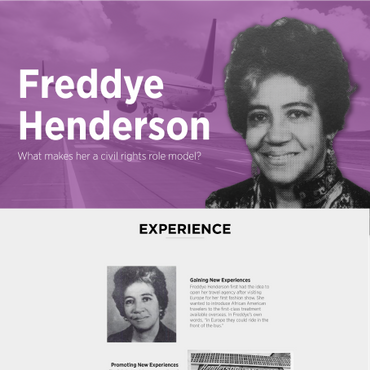 Freddye
Henderson
What makes her a civil rights role model?
EXPERIENCE
Gaining New Experiences
Freddye Henderson first had the idea to
open her travel agency after visiting
Europe for her first fashion show. She
wanted to introduce African American
travelers to the first class treatment
available overseas. In Freddye's own
words, "In Europe they could ride in the
front of the bus."
Promoting New Experiences